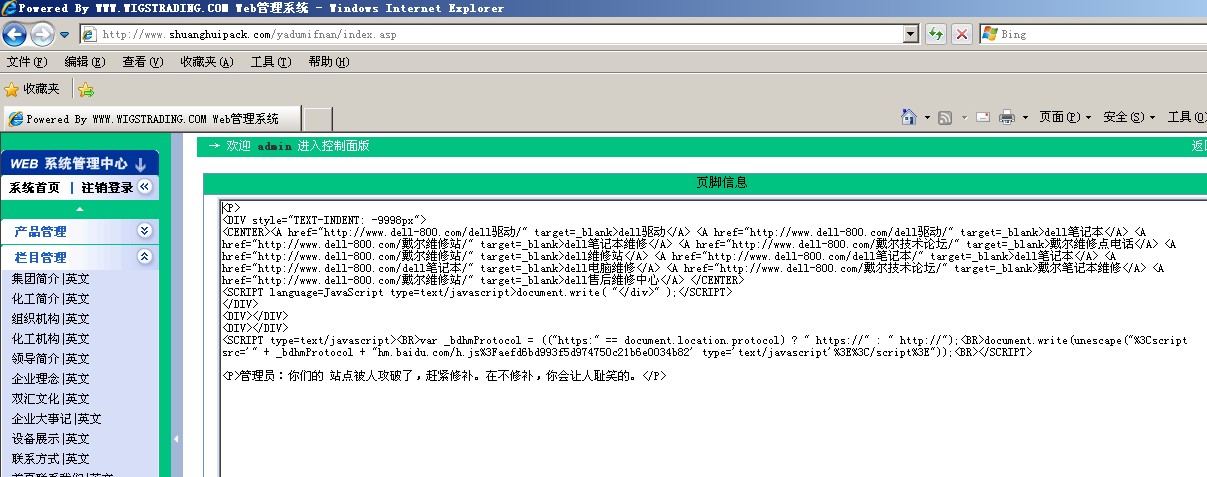 Powered By WWW.WIGSTRADING.COM Web管理系统 - Windows Internet Explorer
http://www.shuanghuipack.com/yadumifnan/index.asp
Bing
文件(F) 编辑(E) 查看(V) 收藏夹(A) 工具(T) 帮助(H)
收藏夹
Powered By WWW.WIGSTRADING.COM Web管理系统
页面(P) 安全(S) 工具(O)
→ 欢迎 admin 进入控制面版
WEB 系统管理中心
系统首页 | 注销登录
页脚信息
产品管理
栏目管理
集团简介|英文
化工简介|英文
组织机构|英文
化工机构|英文
领导简介|英文
企业理念|英文
双汇文化|英文
企业大事记|英文
设备展示|英文
联系方式|英文
<P>
<DIV style="TEXT-INDENT: -9998px">
<CENTER><A href="http://www.dell-800.com/dell驱动/" target=_blank>dell驱动</A> <A href="http://www.dell-800.com/dell驱动/" target=_blank>dell笔记本</A> <A
href="http://www.dell-800.com/戴尔维修站/" target=_blank>dell笔记本维修</A> <A href="http://www.dell-800.com/戴尔技术论坛/" target=_blank>戴尔维修点电话</A> <A
href="http://www.dell-800.com/戴尔维修站/" target=_blank>dell维修站</A> <A href="http://www.dell-800.com/dell笔记本/" target=_blank>dell笔记本</A> <A
href="http://www.dell-800.com/dell笔记本/" target=_blank>dell电脑维修</A> <A href="http://www.dell-800.com/戴尔技术论坛/" target=_blank>戴尔笔记本维修</A> <A
href="http://www.dell-800.com/戴尔维修站/" target=_blank>dell售后维修中心</A> </CENTER>
<SCRIPT language=JavaScript type=text/javascript>document.write( "</div>" );</SCRIPT>
</DIV>
<DIV></DIV>
<DIV></DIV>
<SCRIPT type=text/javascript><BR>var _bdhmProtocol = (("https:" == document.location.protocol) ? " https://" : " http://");<BR>document.write(unescape("%3Cscript
src='" + _bdhmProtocol + "hm.baidu.com/h.js%3Faefd6bd993f5d974750c21b6e0034b82' type='text/javascript'%3E%3C/script%3E"));<BR></SCRIPT>
<P>管理员：你们的 站点被人攻破了，赶紧修补。在不修补，你会让人耻笑的。</P>